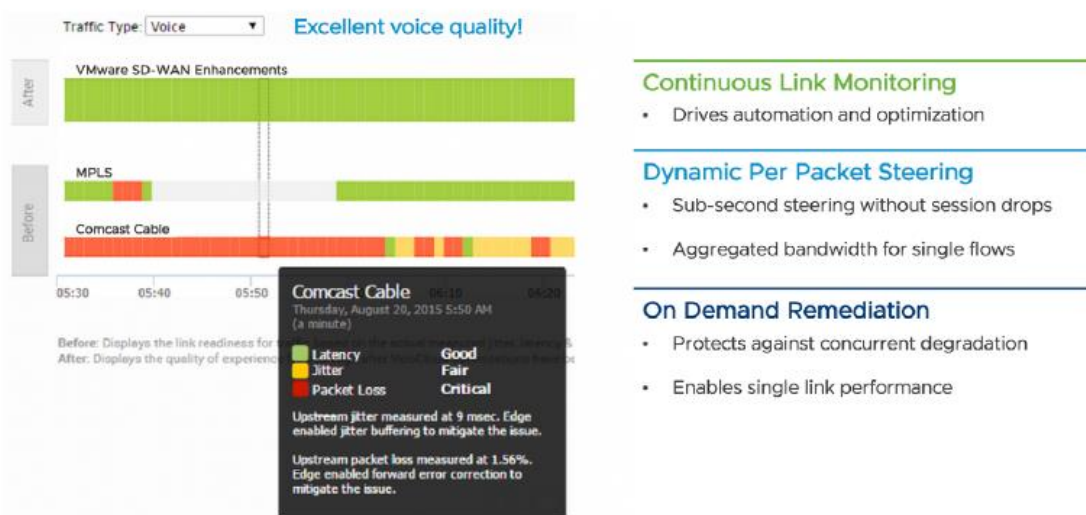 Traffic Type: Voice
Excellent voice quality!
After
VMware SD-WAN Enhancements
Before
MPLS
Comcast Cable
05:30 05:40 05:50 06:10 06:20
Before: Displays the link readiness for
After: Displays the quality of experience
Comcast Cable
Thursday, August 20, 2015 5:50 AM
(a minute)
Latency Good
Jitter Fair
Packet Loss Critical
Upstream jitter measured at 9 msec. Edge
enabled jitter buffering to mitigate the issue.
Upstream packet loss measured at 1.56%.
Edge enabled forward error correction to
mitigate the issue.
Continuous Link Monitoring
• Drives automation and optimization
Dynamic Per Packet Steering
• Sub-second steering without session drops
• Aggregated bandwidth for single flows
On Demand Remediation
• Protects against concurrent degradation
• Enables single link performance